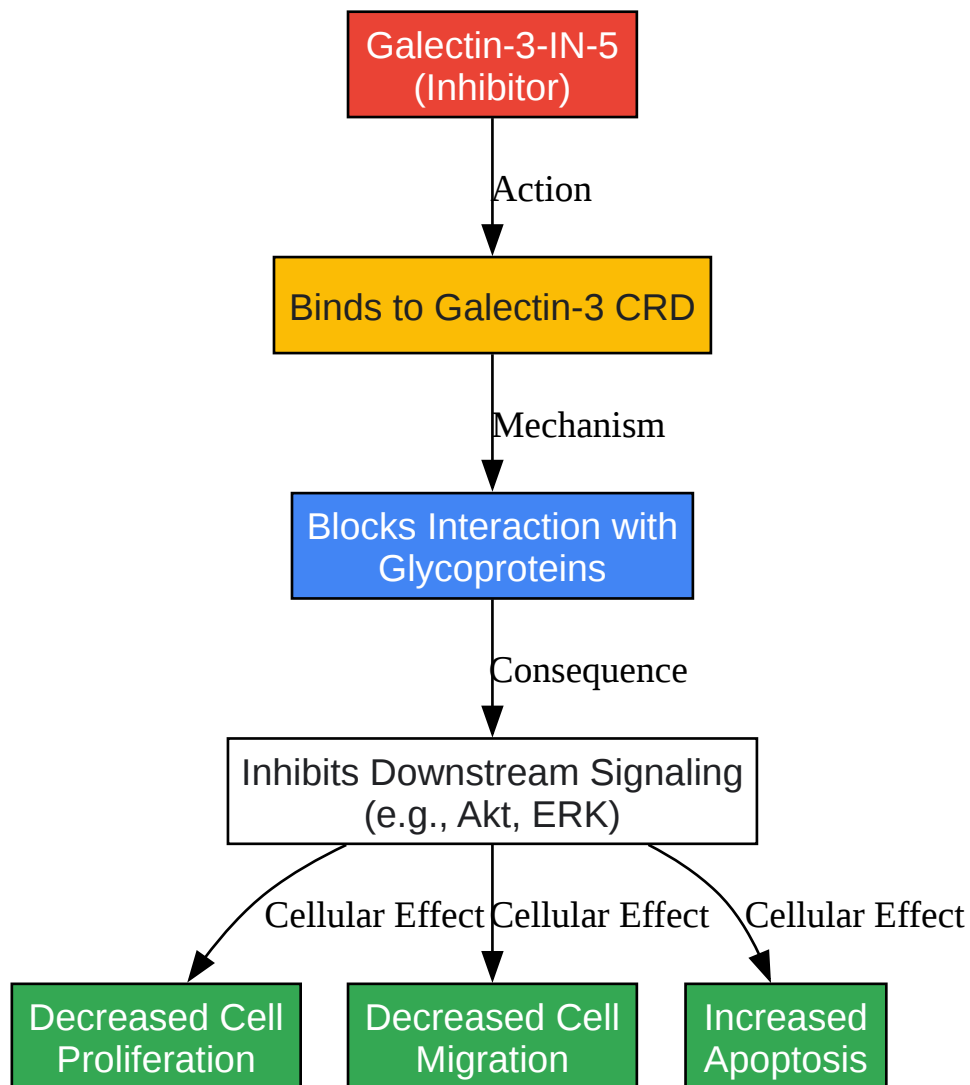 Galectin-3-IN-5
(Inhibitor)
Action
Binds to Galectin-3 CRD
Mechanism
Blocks Interaction with
Glycoproteins
Consequence
Inhibits Downstream Signaling
(e.g., Akt, ERK)
Cellular Effect
Cellular Effect
Cellular Effect
Decreased Cell
Proliferation
Decreased Cell
Migration
Increased
Apoptosis